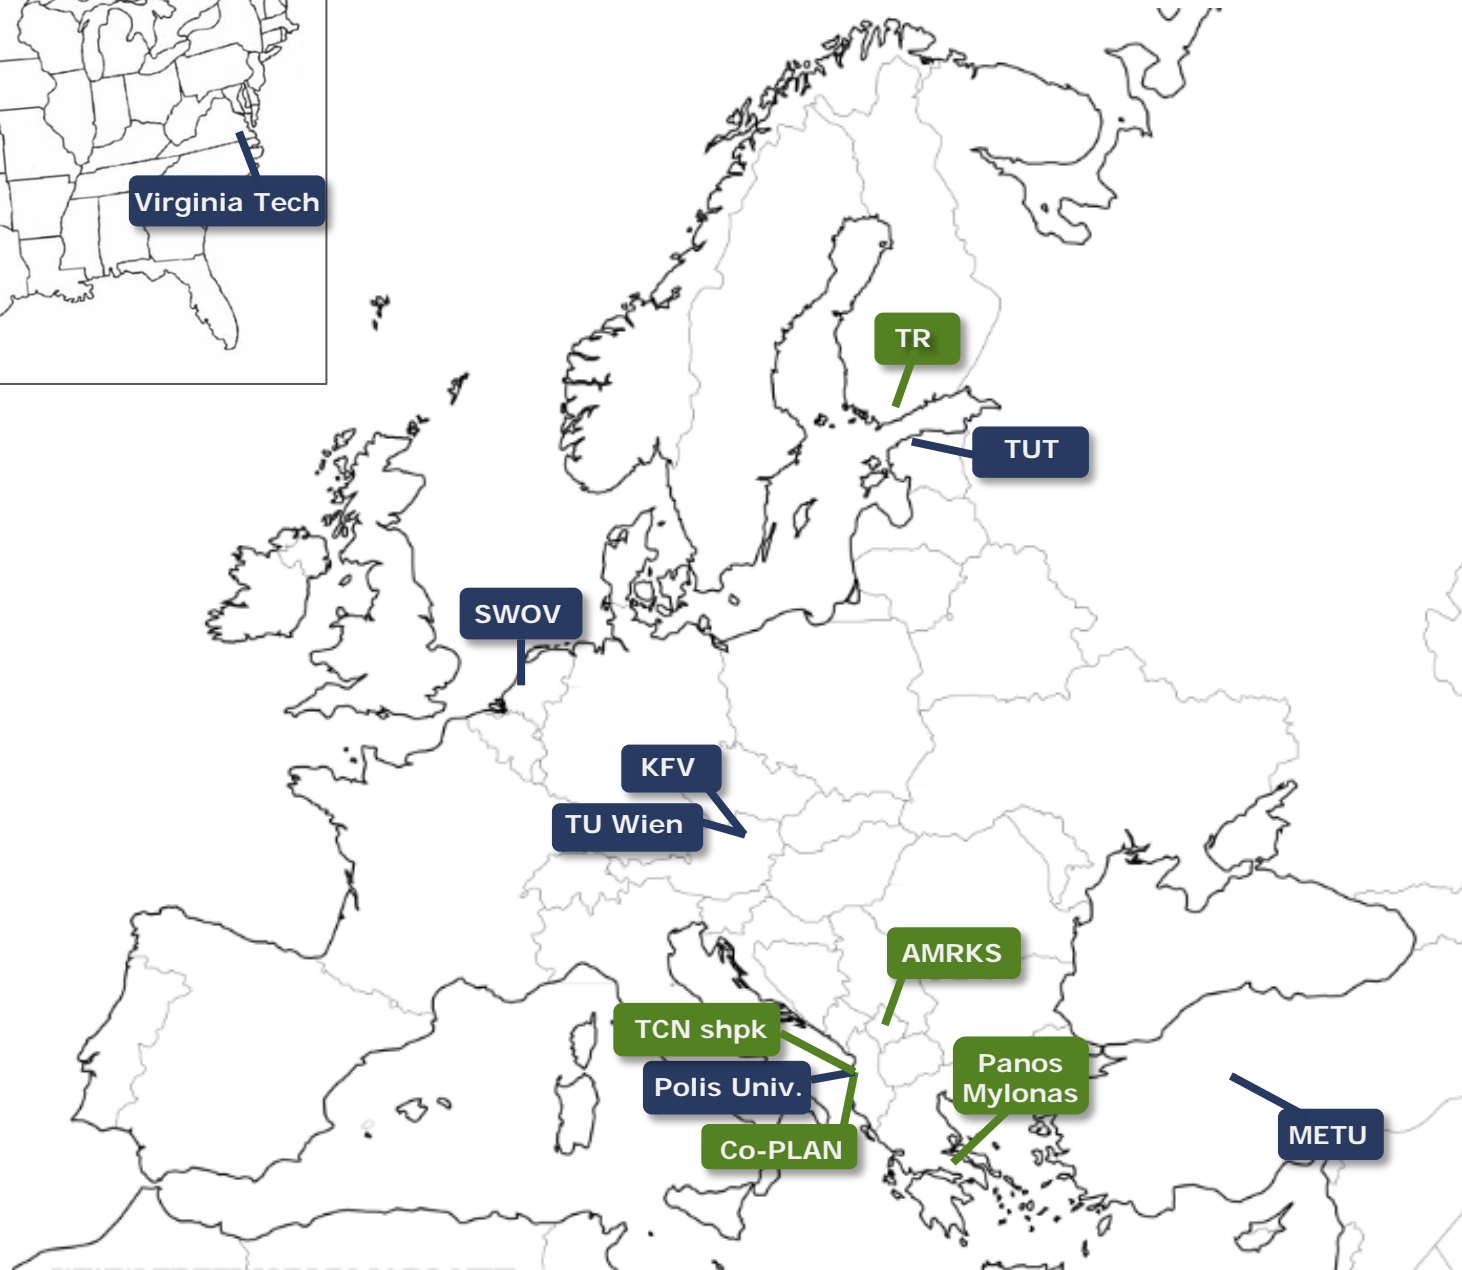 Virginia Tech
TR
TUT
SWOV
KFV
TU Wien
AMRKS
TCN shpk
Panos
Mylonas
Polis Univ.
METU
Co-PLAN